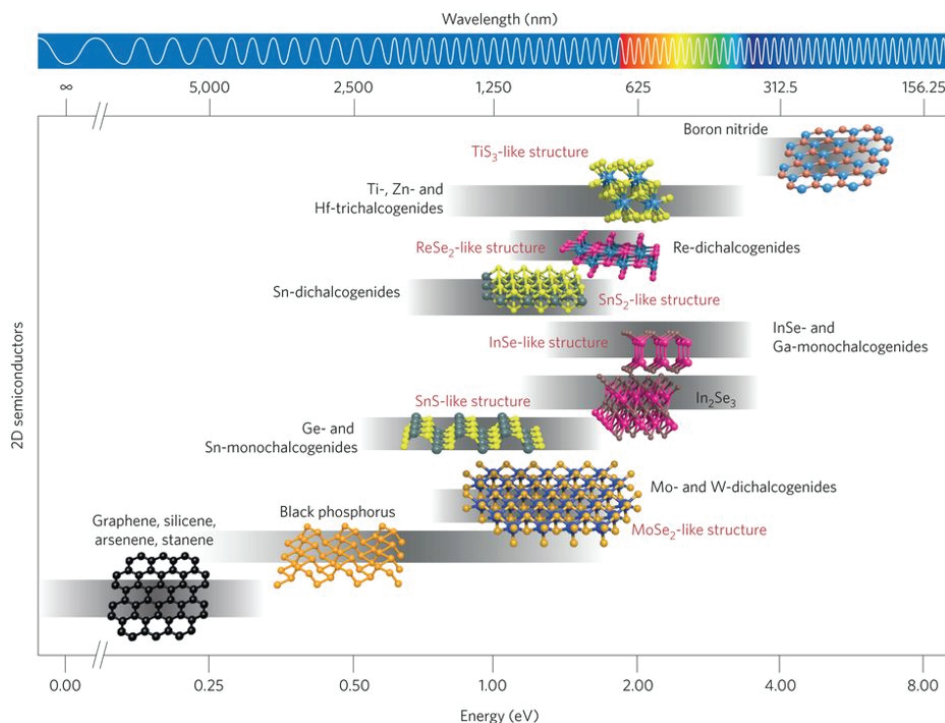 Wavelength (nm)
∞ 5,000 2,500 1,250 625 312.5 156.25
Boron nitride
TiS₃-like structure
Ti-, Zn- and
Hf-trichalcogenides
ReSe₂-like structure
Re-dichalcogenides
Sn-dichalcogenides
SnS₂-like structure
InSe-like structure
InSe- and
Ga-monochalcogenides
In₂Se₃
SnS-like structure
Ge- and
Sn-monochalcogenides
Mo- and W-dichalcogenides
MoSe₂-like structure
Black phosphorus
Graphene, silicene,
arsenene, stanene
2D semiconductors
0.00 0.25 0.50 1.00 2.00 4.00 8.00
Energy (eV)